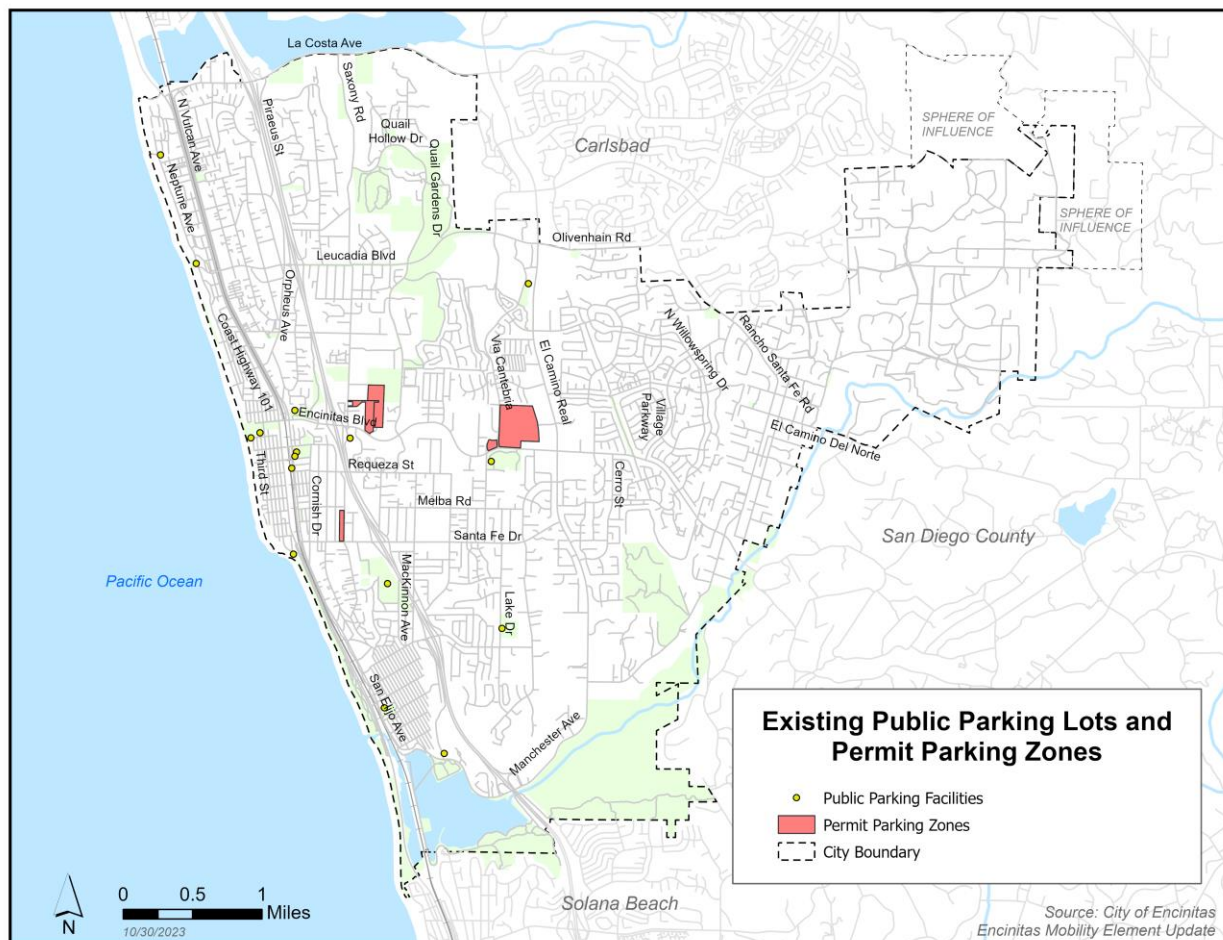 La Costa Ave
Saxony Rd
Piraeus St
N Vulcan Ave
Quail
Hollow Dr
Quail Gardens Dr
Neptune Ave
Carlsbad
SPHERE OF
INFLUENCE
SPHERE OF
INFLUENCE
Leucadia Blvd
Olivenhain Rd
Orpheus Ave
Coast Highway 101
Via Cantebria
El Camino Real
N Willowspring Dr
Rancho Santa Fe Rd
Village
Parkway
Encinitas Blvd
El Camino Del Norte
Third St
Requeza St
Cornish Dr
Melba Rd
Cerro St
Santa Fe Dr
San Diego County
Pacific Ocean
MacKinnon Ave
Lake Dr
San Elijo Ave
Manchester Ave
Existing Public Parking Lots and
Permit Parking Zones
Public Parking Facilities
Permit Parking Zones
City Boundary
Solana Beach
N
0 0.5 1
Miles
10/30/2023
Source: City of Encinitas
Encinitas Mobility Element Update